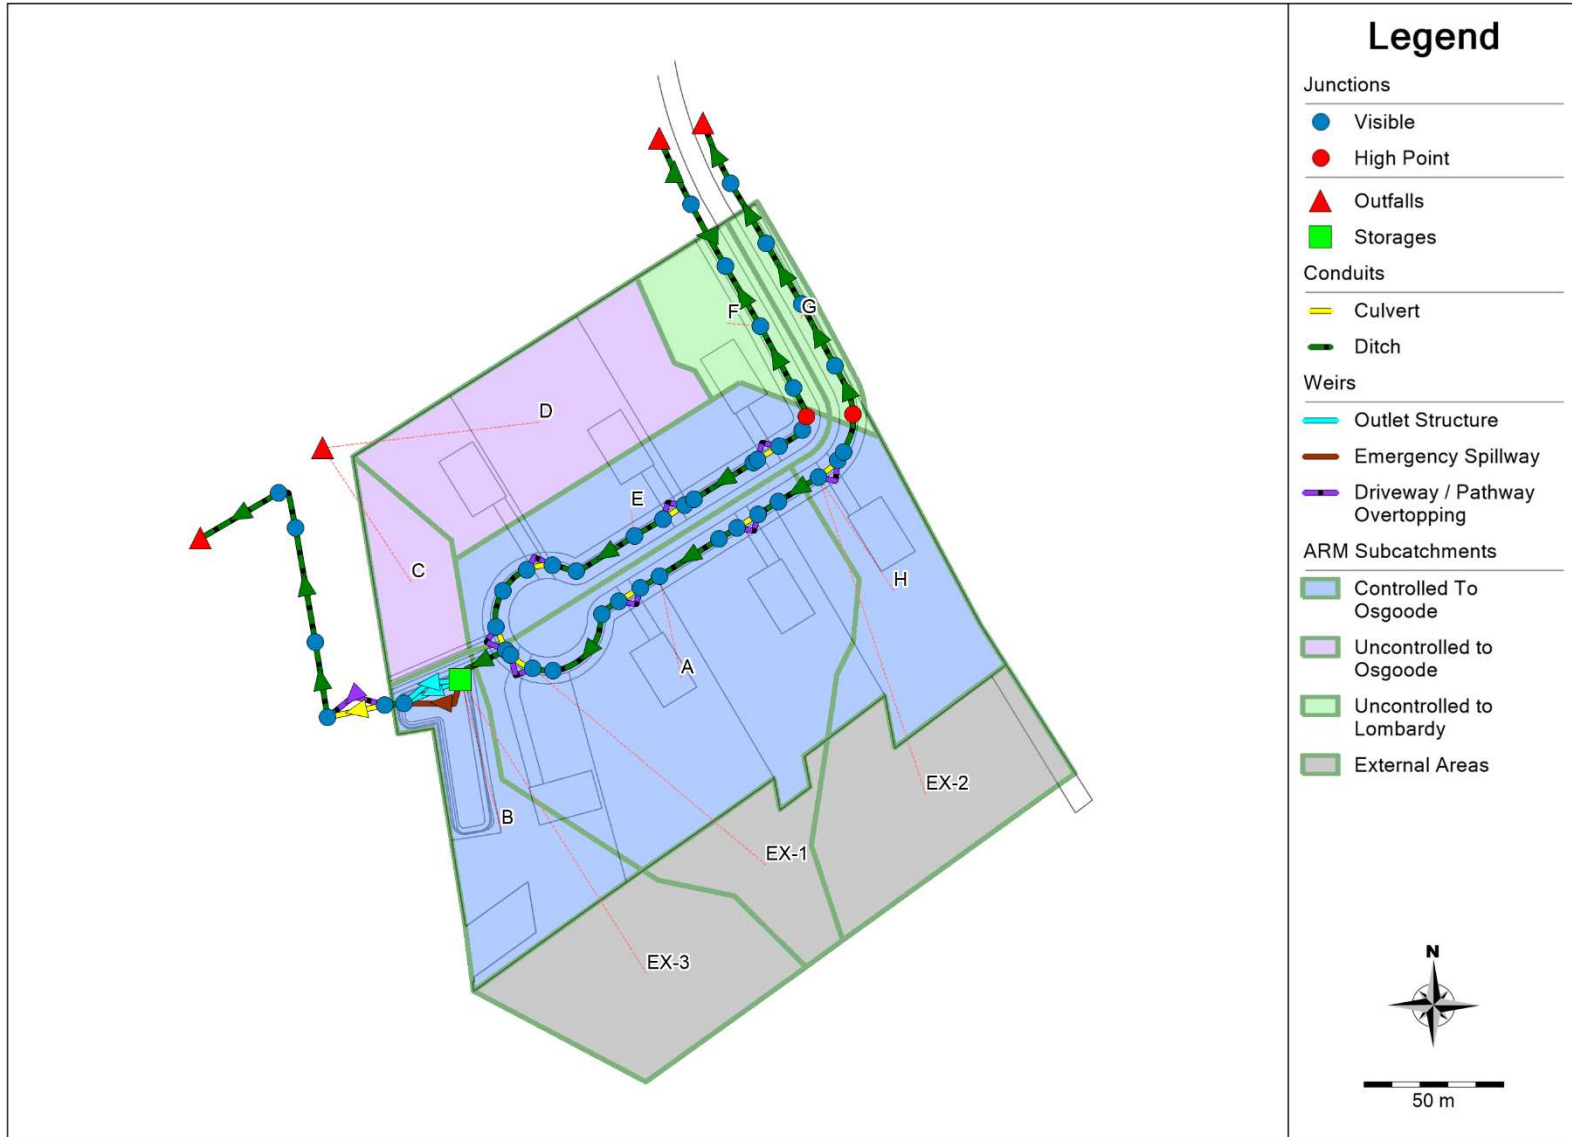 F
G
D
E
C
H
A
EX-2
B
EX-1
EX-3
Legend
Junctions
Visible
High Point
Outfalls
Storages
Conduits
Culvert
Ditch
Weirs
Outlet Structure
Emergency Spillway
Driveway / Pathway
Overtopping
ARM Subcatchments
Controlled To
Osgoode
Uncontrolled to
Osgoode
Uncontrolled to
Lombardy
External Areas
N
50 m